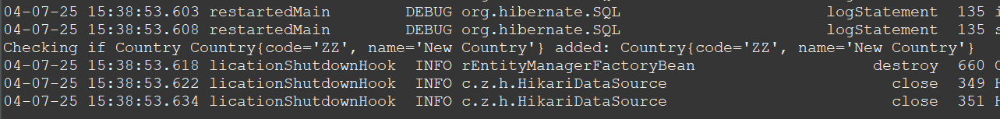 04-07-25 15:38:53.603 restartedMain DEBUG org.hibernate.SQL logStatement 135 i
04-07-25 15:38:53.608 restartedMain DEBUG org.hibernate.SQL logStatement 135 s
Checking if Country Country{code='ZZ', name='New Country'} added: Country{code='ZZ', name='New Country'}
04-07-25 15:38:53.618 licationShutdownHook INFO rEntityManagerFactoryBean destroy 660 C
04-07-25 15:38:53.622 licationShutdownHook INFO c.z.h.HikariDataSource close 349 H
04-07-25 15:38:53.634 licationShutdownHook INFO c.z.h.HikariDataSource close 351 H